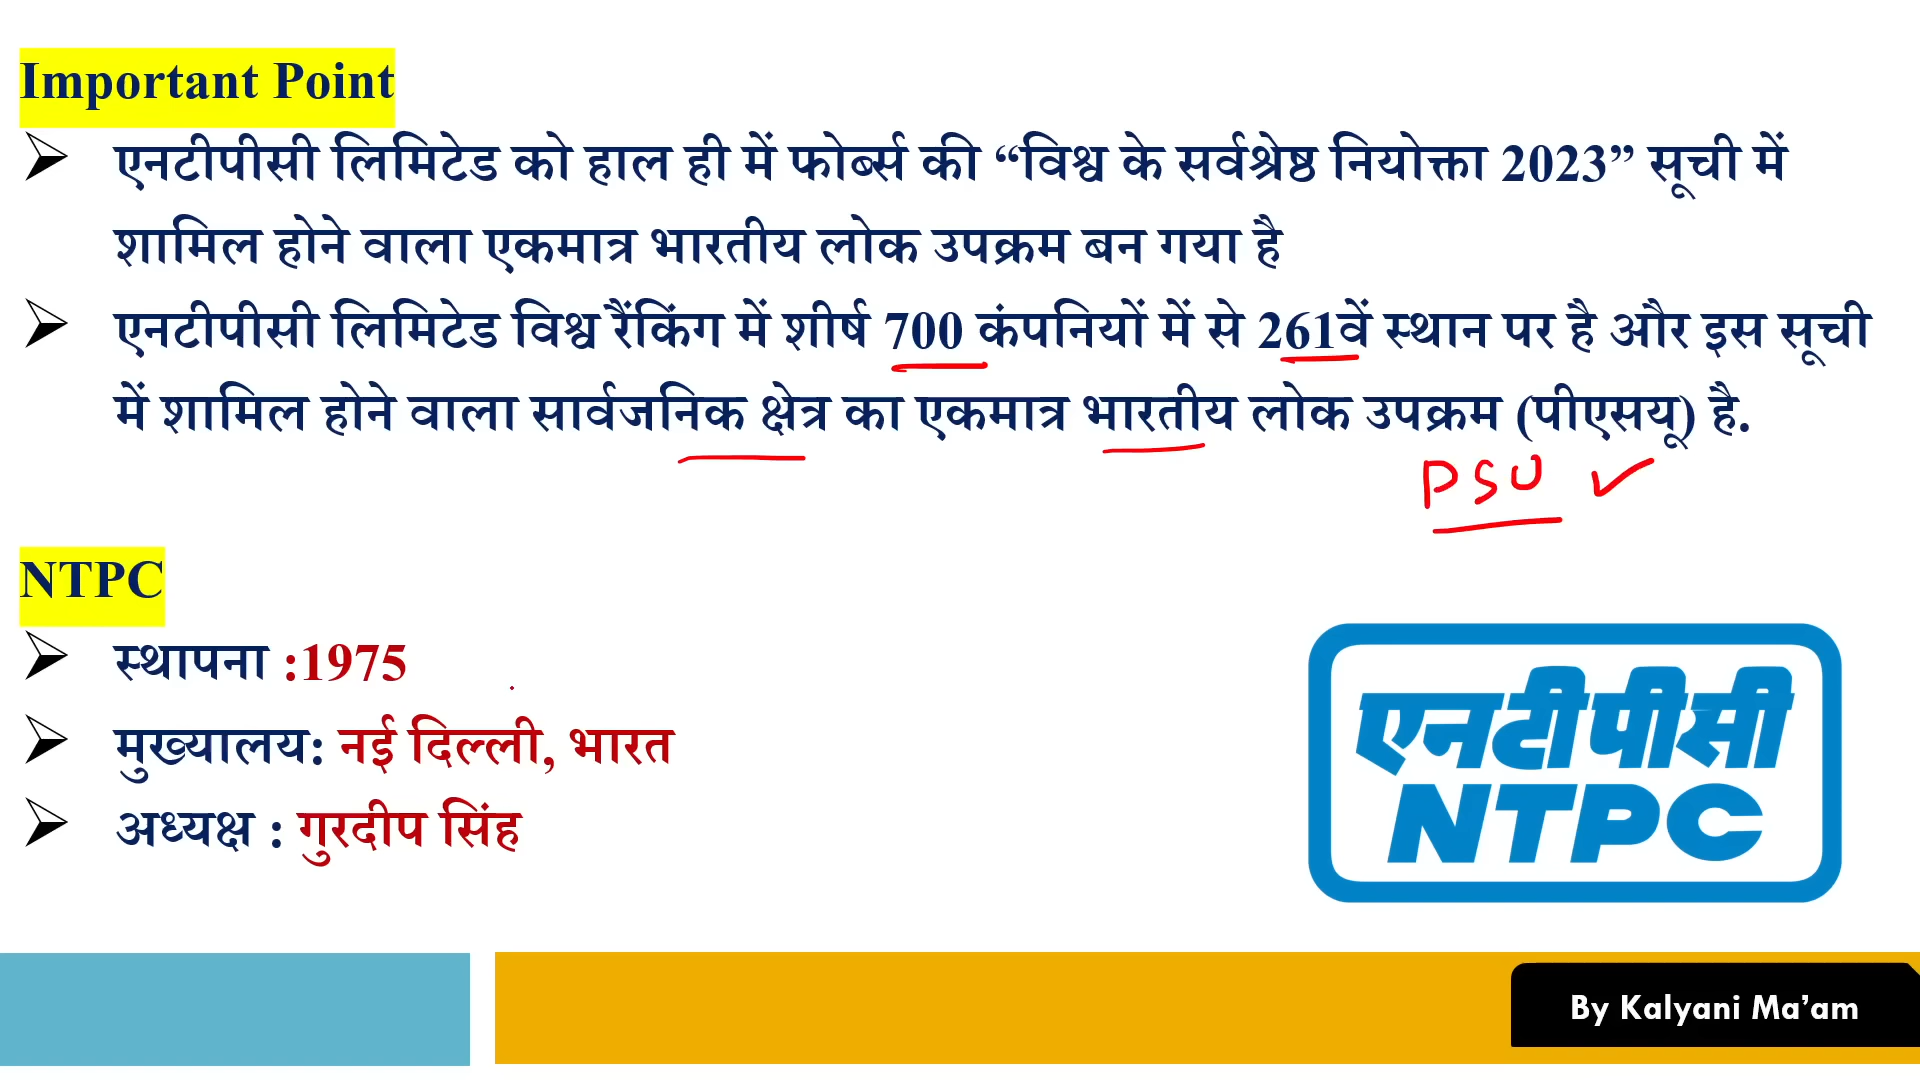 Important Point
➢ एनटीपीसी लिमिटेड को हाल ही में फोर्ब्स की “विश्व के सर्वश्रेष्ठ नियोक्ता 2023” सूची में
शामिल होने वाला एकमात्र भारतीय लोक उपक्रम बन गया है
➢ एनटीपीसी लिमिटेड विश्व रैंकिंग में शीर्ष 700 कंपनियों में से 261वें स्थान पर है और इस सूची
में शामिल होने वाला सार्वजनिक क्षेत्र का एकमात्र भारतीय लोक उपक्रम (पीएसयू) है.
PSU ✓
NTPC
➢ स्थापना :1975
➢ मुख्यालय: नई दिल्ली, भारत
➢ अध्यक्ष : गुरदीप सिंह
एनटीपीसी
NTPC
By Kalyani Ma’am